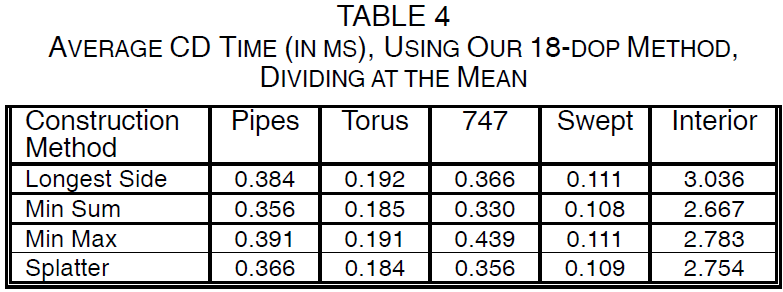 TABLE 4
AVERAGE CD TIME (IN MS), USING OUR 18-DOP METHOD,
DIVIDING AT THE MEAN
Construction Method Pipes Torus 747 Swept Interior
Longest Side 0.384 0.192 0.366 0.111 3.036
Min Sum 0.356 0.185 0.330 0.108 2.667
Min Max 0.391 0.191 0.439 0.111 2.783
Splatter 0.366 0.184 0.356 0.109 2.754